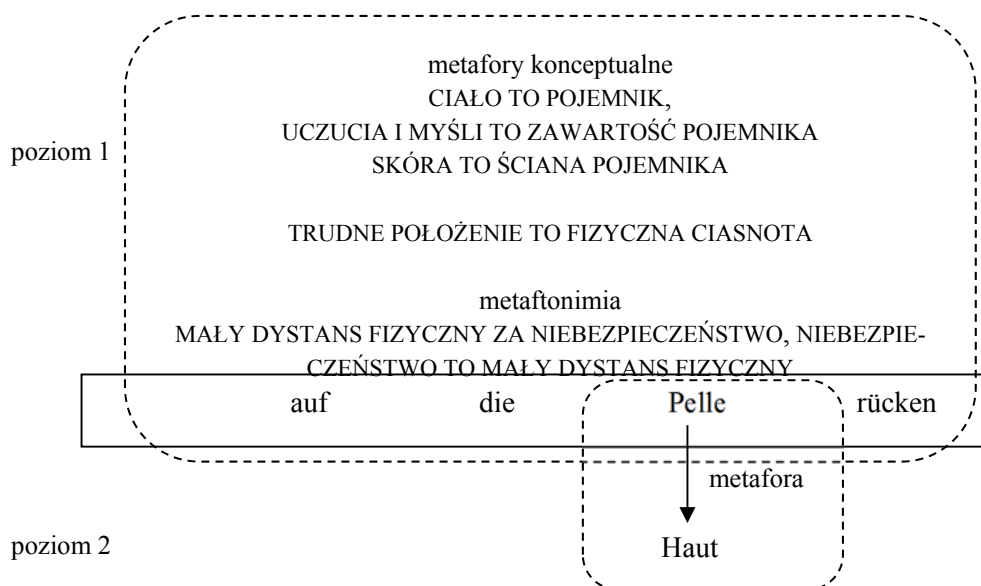 metafory konceptualne
CIAŁO TO POJEMNIK,
UCZUCIA I MYŚLI TO ZAWARTOŚĆ POJEMNIKA
poziom 1
SKÓRA TO ŚCIANA POJEMNIKA
TRUDNE POŁOŻENIE TO FIZYCZNA CIASNOTA
metaftonimia
MAŁY DYSTANS FIZYCZNY ZA NIEBEZPIECZEŃSTWO, NIEBEZPIE-
CZEŃSTWO TO MAŁY DYSTANS FIZYCZNY
auf die Pelle rücken
metafora
poziom 2 Haut